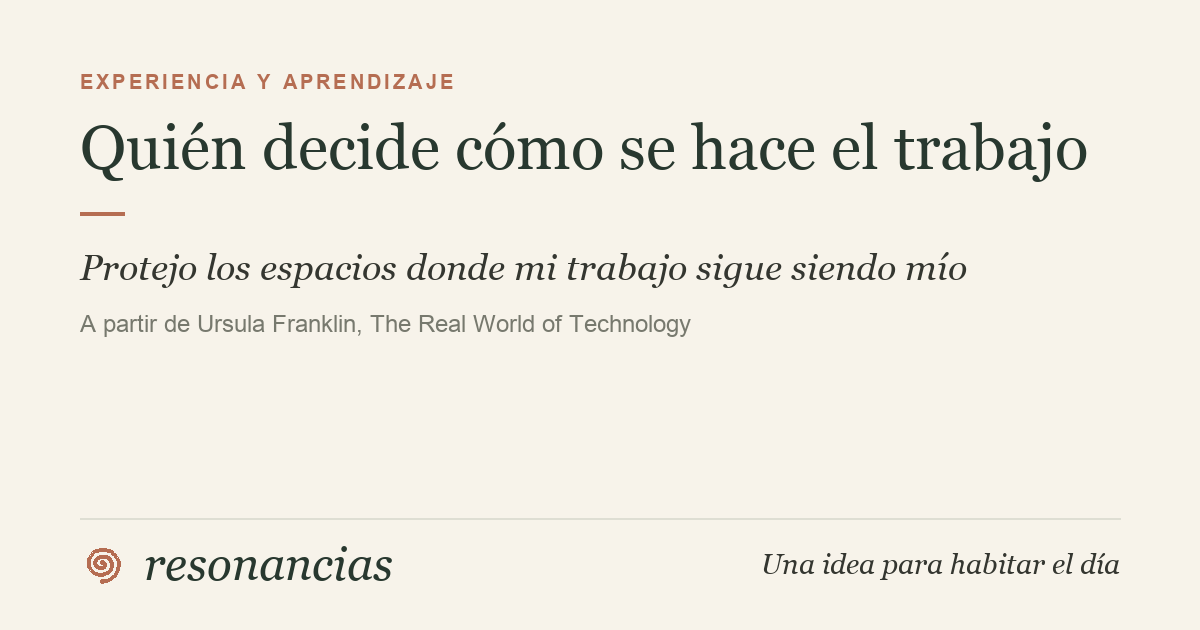 EXPERIENCIA Y APRENDIZAJE
Quién decide cómo se hace el trabajo
Protejo los espacios donde mi trabajo sigue siendo mío
A partir de Ursula Franklin, The Real World of Technology
resonancias
Una idea para habitar el día